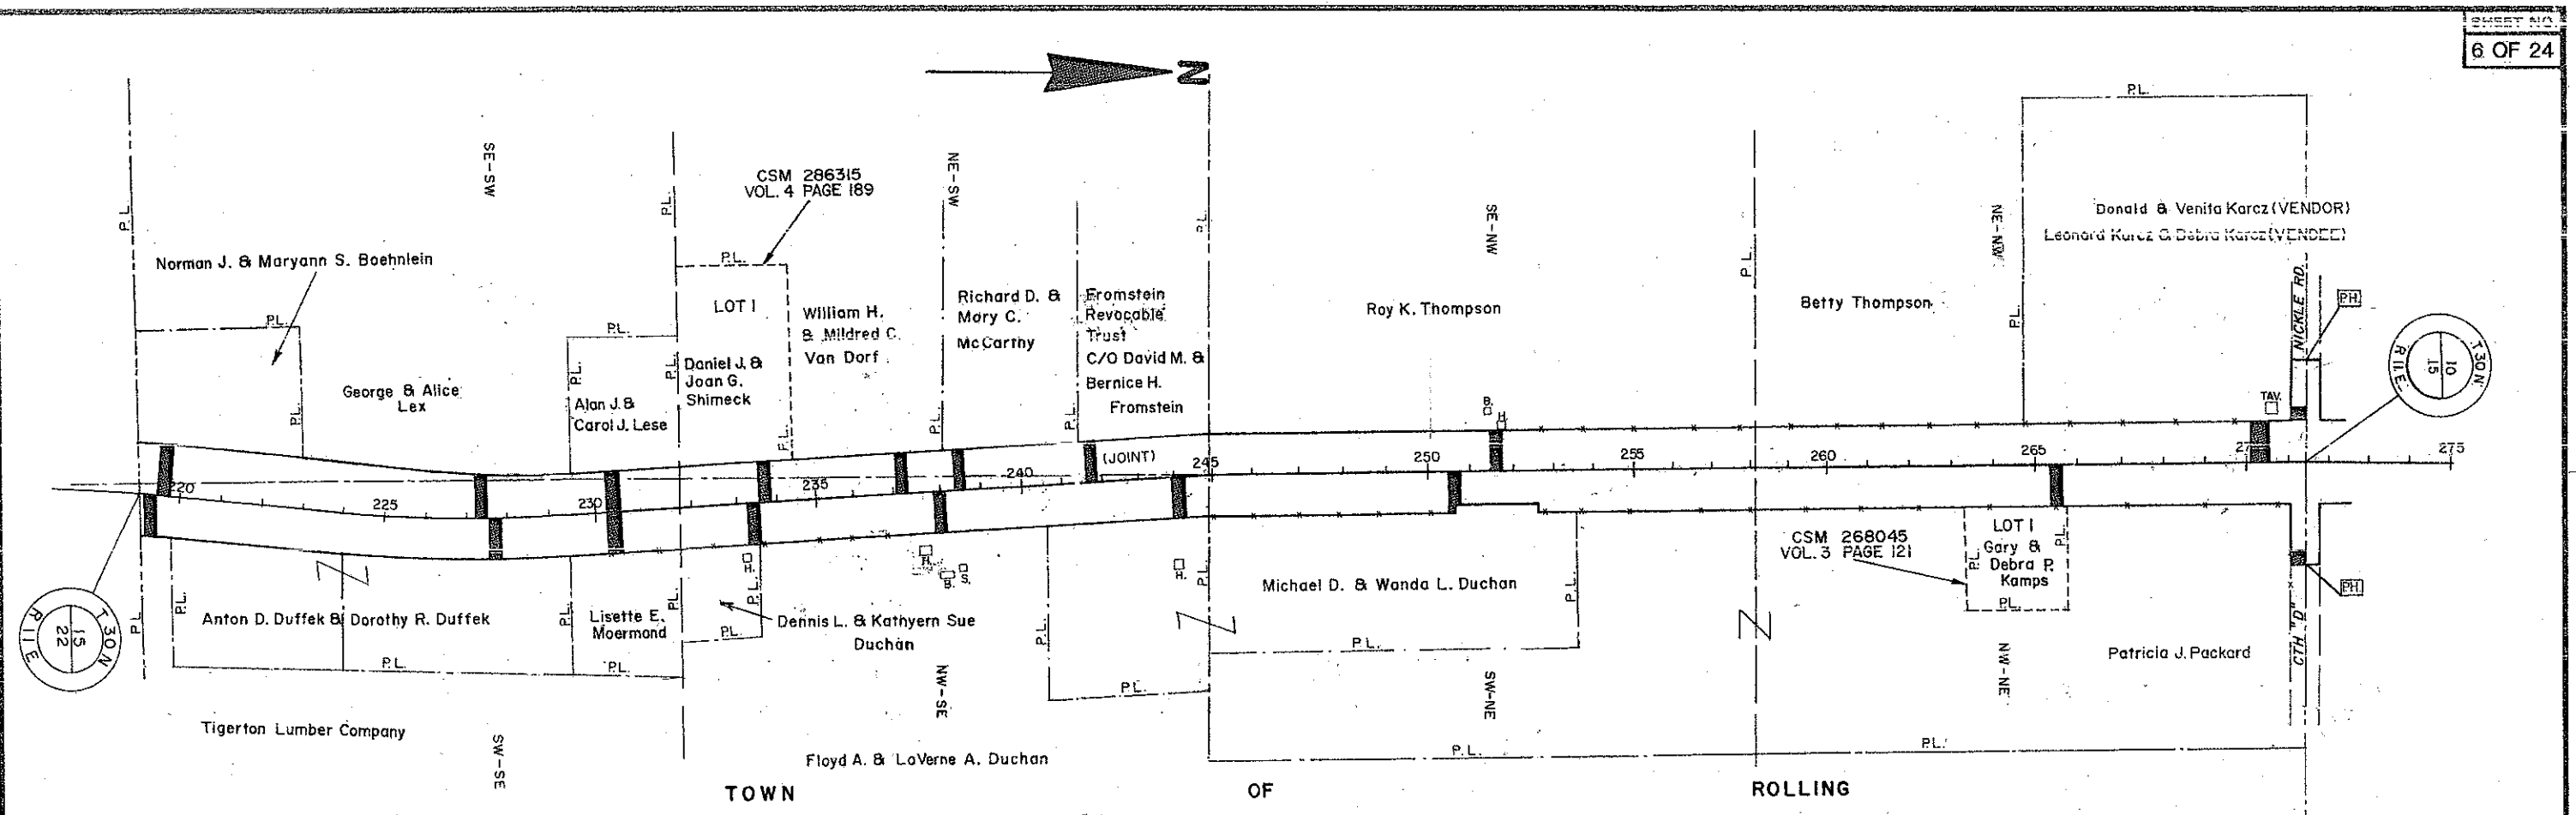 SHEET NO.
6 OF 24
N
P.L.
SE-SW
P.L.
CSM 286315
VOL. 4 PAGE 189
NE-SW
P.L.
SE-NW
P.L.
NE-NW
P.L.
P.L.
Donald & Venita Karcz (VENDOR)
Leonard Karcz & Debra Karcz (VENDEE)
NICKLE RD.
PH.
T30N
10
15
R11E
Norman J. & Maryann S. Boehnlein
P.L.
P.L.
George & Alice
Lex
P.L.
P.L.
P.L.
Alan J. &
Carol J. Lese
P.L.
LOT 1
Daniel J. &
Joan G.
Shimeck
P.L.
William H.
& Mildred C.
Van Dorf
P.L.
Richard D. &
Mary C.
McCarthy
P.L.
Fromstein
Revocable
Trust
C/O David M. &
Bernice H.
Fromstein
Roy K. Thompson
Betty Thompson
B.
H.
TAV.
(JOINT)
220
225
230
235
240
245
250
255
260
265
275
T30N
15
22
R11E
P.L.
P.L.
Anton D. Duffek & Dorothy R. Duffek
P.L.
P.L.
Lisette E.
Moermond
P.L.
P.L.
H.
P.L.
P.L.
Dennis L. & Kathyern Sue
Duchan
H.
B.
S.
P.L.
H.
P.L.
P.L.
Michael D. & Wanda L. Duchan
P.L.
P.L.
CSM 268045
VOL. 3 PAGE 121
LOT 1
Gary &
Debra P.
Kamps
P.L.
P.L.
P.L.
PH.
CTH "D"
Patricia J. Packard
Tigerton Lumber Company
SW-SE
NW-SE
Floyd A. & LaVerne A. Duchan
SW-NE
NW-NE
P.L.
P.L.
TOWN OF ROLLING